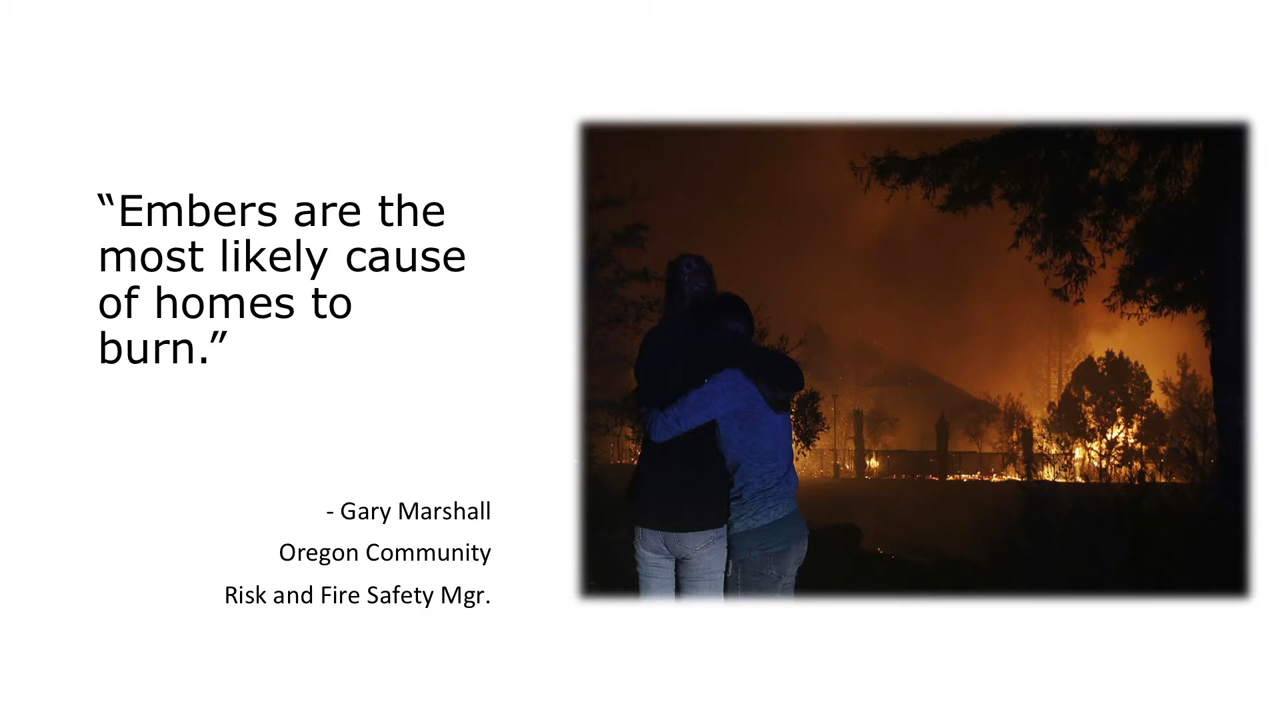 “Embers are the
most likely cause
of homes to
burn.”
- Gary Marshall
Oregon Community
Risk and Fire Safety Mgr.